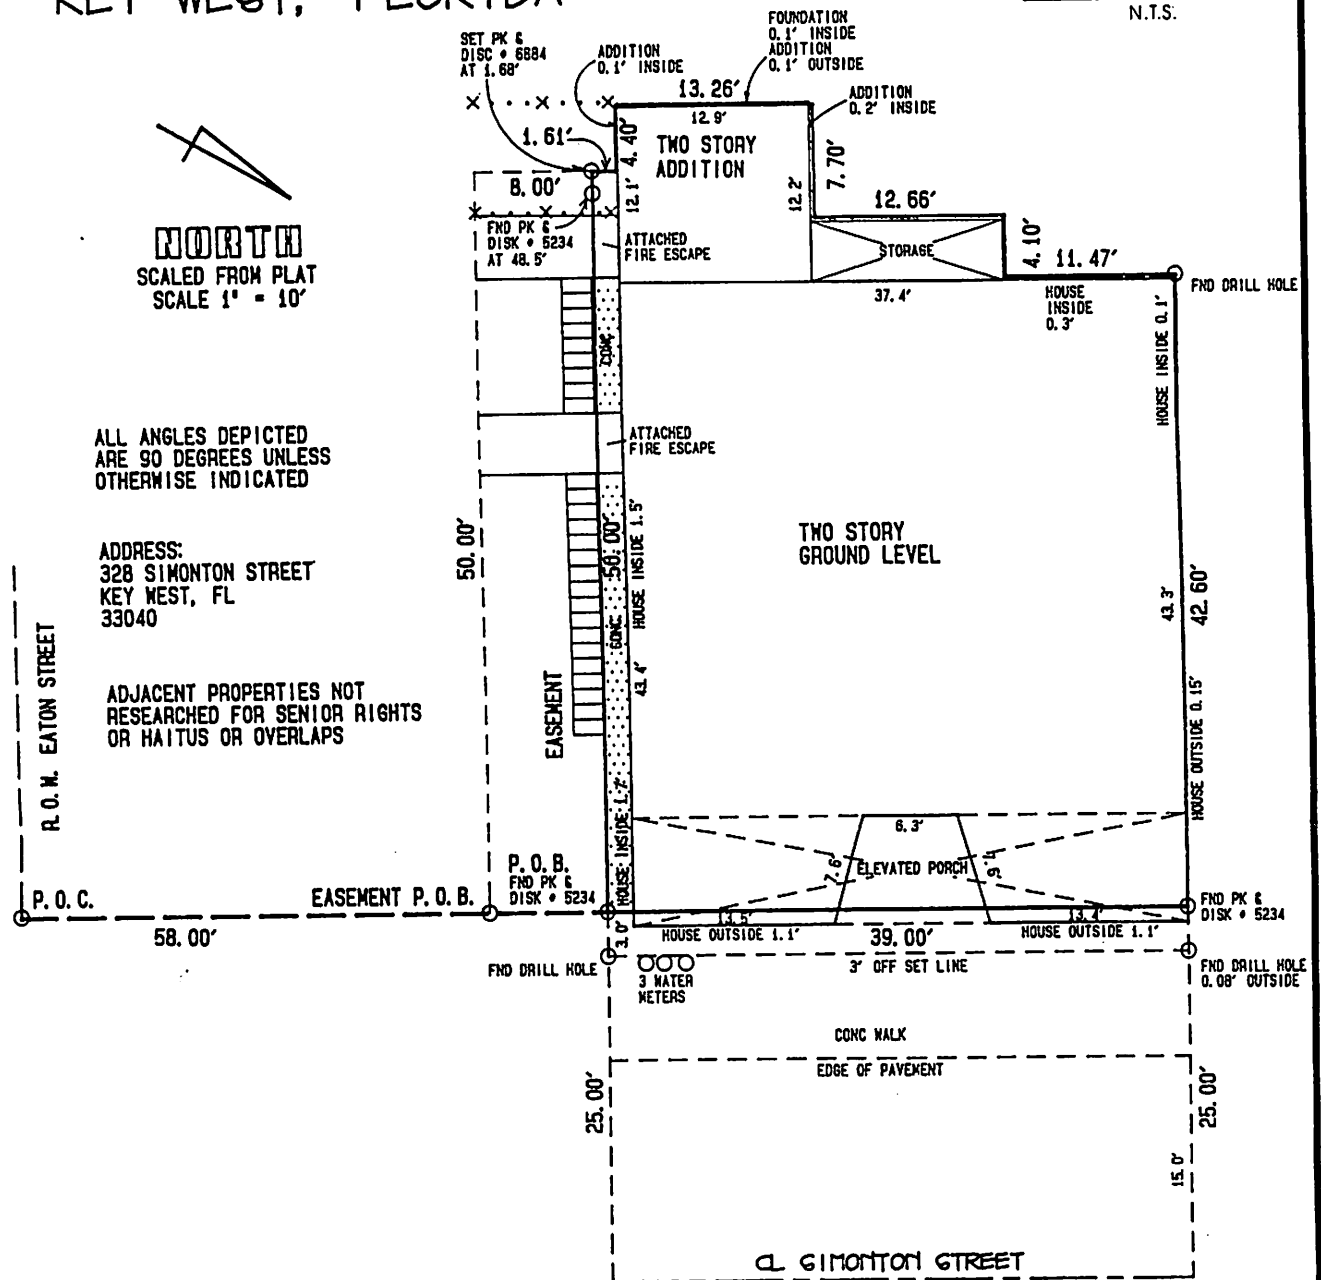 KEY WEST, FLORIDA
N.T.S.
SET PK &
DISC # 6884
AT 1.68'
ADDITION
0.1' INSIDE
FOUNDATION
0.1' INSIDE
ADDITION
0.1' OUTSIDE
13.26'
12.9'
ADDITION
0.2' INSIDE
1.61'
4.40'
TWO STORY
ADDITION
7.70'
8.00'
12.1'
12.2'
12.66'
NORTH
SCALED FROM PLAT
SCALE 1" = 10'
FND PK &
DISK # 5234
AT 48.5'
ATTACHED
FIRE ESCAPE
STORAGE
4.10'
11.47'
FND DRILL HOLE
37.4'
HOUSE
INSIDE
0.3'
HOUSE INSIDE 0.1'
CONC
ALL ANGLES DEPICTED
ARE 90 DEGREES UNLESS
OTHERWISE INDICATED
ATTACHED
FIRE ESCAPE
50.00'
50.00'
HOUSE INSIDE 1.5'
TWO STORY
GROUND LEVEL
ADDRESS:
328 SIMONTON STREET
KEY WEST, FL
33040
CONC
43.4'
43.3'
42.60'
R.O.W. EATON STREET
ADJACENT PROPERTIES NOT
RESEARCHED FOR SENIOR RIGHTS
OR HAITUS OR OVERLAPS
EASEMENT
HOUSE INSIDE 1.7'
HOUSE OUTSIDE 0.15'
6.3'
7.6'
ELEVATED PORCH
P.O.B.
FND PK &
DISK # 5234
P.O.C.
EASEMENT P.O.B.
FND PK &
DISK # 5234
58.00'
13.4'
3.0'
HOUSE OUTSIDE 1.1'
39.00'
HOUSE OUTSIDE 1.1'
FND DRILL HOLE
3 WATER
METERS
3' OFF SET LINE
FND DRILL HOLE
0.08' OUTSIDE
CONC WALK
EDGE OF PAVEMENT
25.00'
25.00'
15.0'
CL SIMONTON STREET